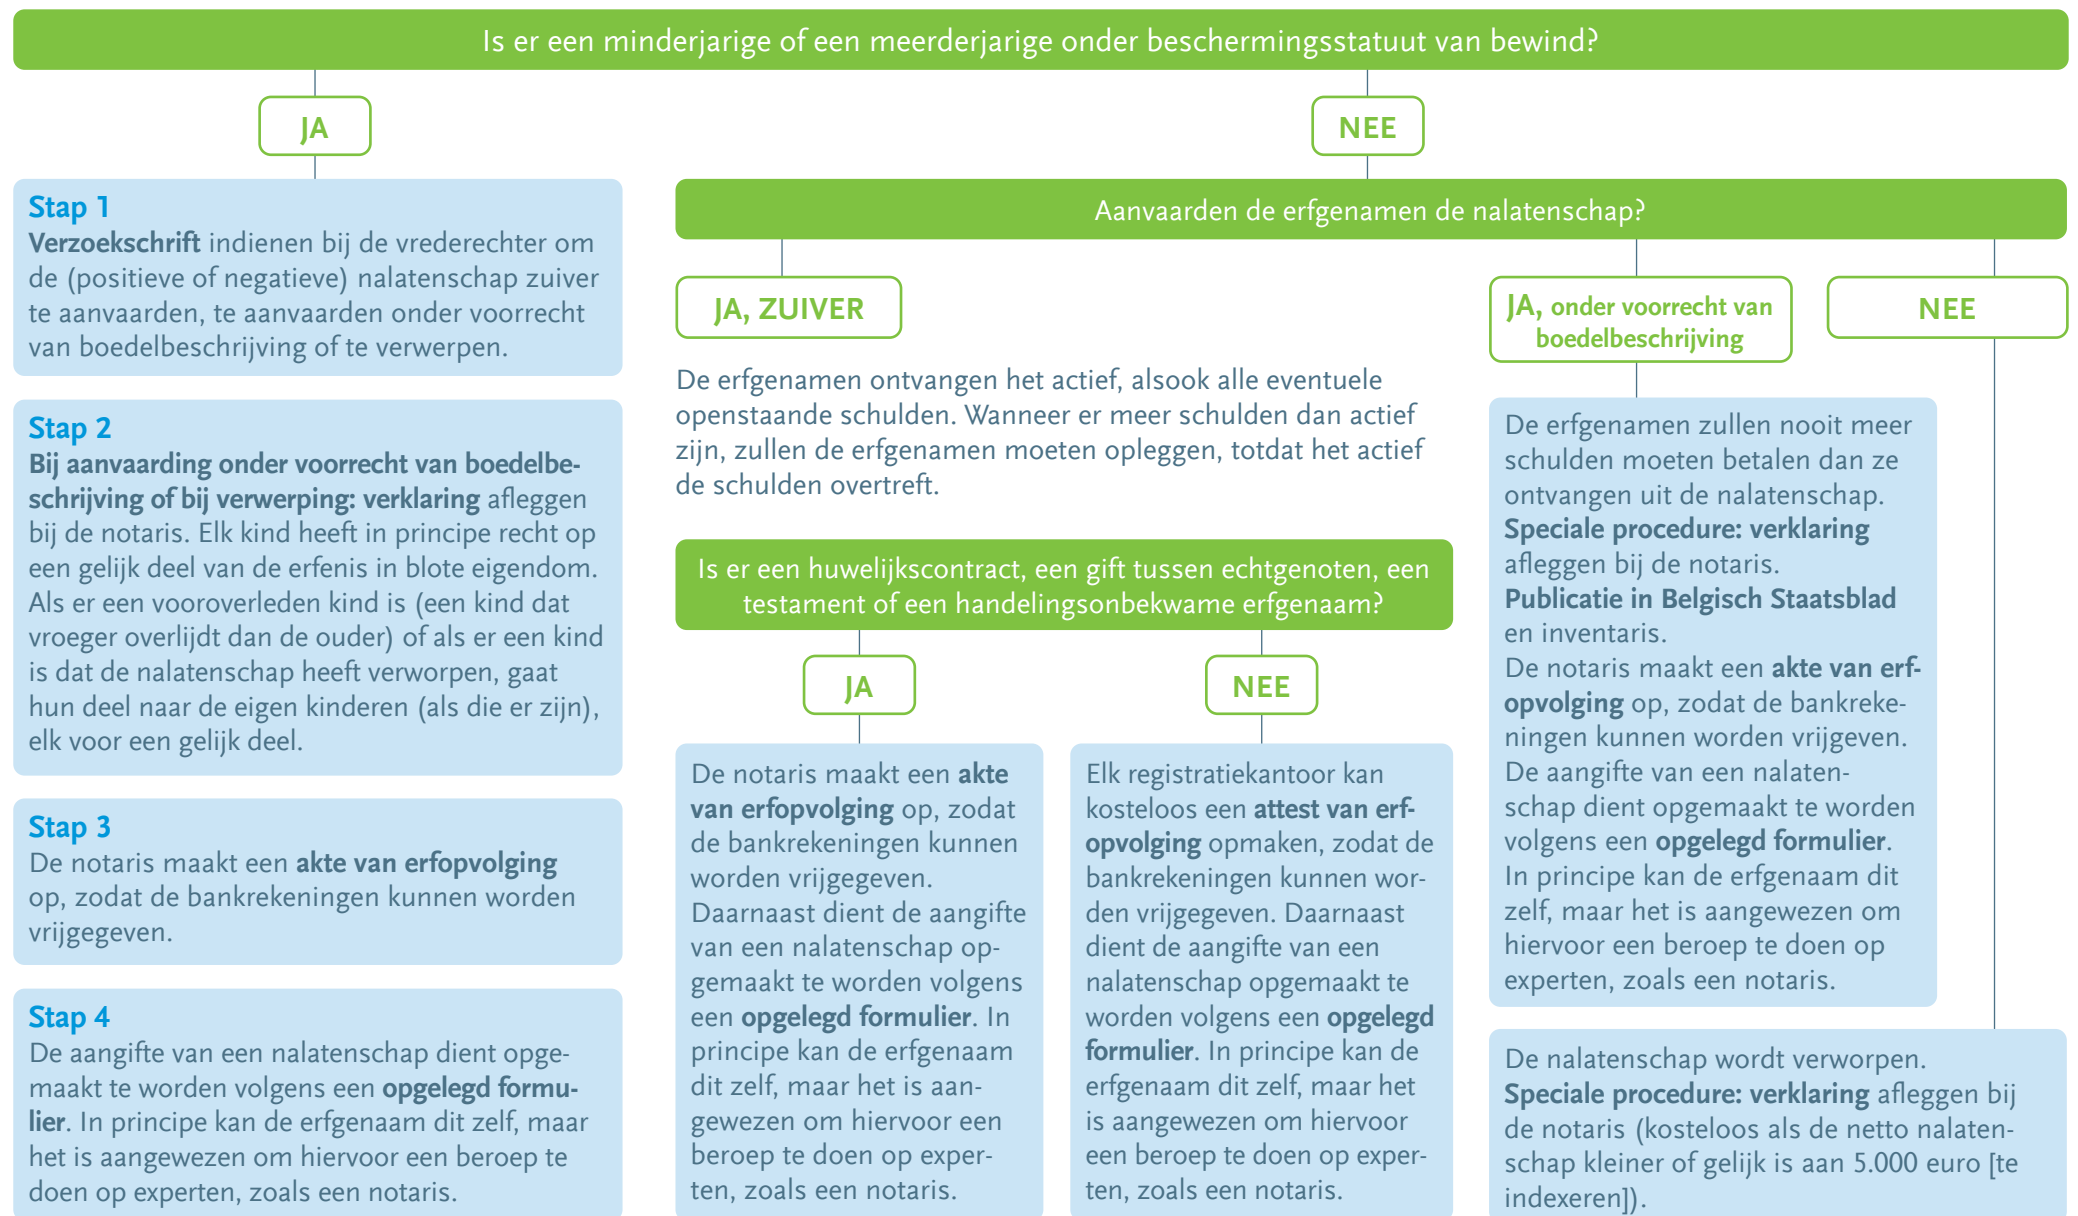 Is er een minderjarige of een meerderjarige onder beschermingsstatuut van bewind?
JA
Stap 1
Verzoekschrift indienen bij de vrederechter om
de (positieve of negatieve) nalatenschap zuiver
te aanvaarden, te aanvaarden onder voorrecht
van boedelbeschrijving of te verwerpen.
Stap 2
Bij aanvaarding onder voorrecht van boedelbe-
schrijving of bij verwerping: verklaring afleggen
bij de notaris. Elk kind heeft in principe recht op
een gelijk deel van de erfenis in blote eigendom.
Als er een vooroverleden kind is (een kind dat
vroeger overlijdt dan de ouder) of als er een kind
is dat de nalatenschap heeft verworpen, gaat
hun deel naar de eigen kinderen (als die er zijn),
elk voor een gelijk deel.
Stap 3
De notaris maakt een akte van erfopvolging
op, zodat de bankrekeningen kunnen worden
vrijgegeven.
Stap 4
De aangifte van een nalatenschap dient opge-
maakt te worden volgens een opgelegd formu-
lier. In principe kan de erfgenaam dit zelf, maar
het is aangewezen om hiervoor een beroep te
doen op experten, zoals een notaris.
NEE
Aanvaarden de erfgenamen de nalatenschap?
JA, ZUIVER
De erfgenamen ontvangen het actief, alsook alle eventuele
openstaande schulden. Wanneer er meer schulden dan actief
zijn, zullen de erfgenamen moeten opleggen, totdat het actief
de schulden overtreft.
Is er een huwelijkscontract, een gift tussen echtgenoten, een
testament of een handelingsonbekwame erfgenaam?
JA
De notaris maakt een akte
van erfopvolging op, zodat
de bankrekeningen kunnen
worden vrijgegeven.
Daarnaast dient de aangifte
van een nalatenschap op-
gemaakt te worden volgens
een opgelegd formulier. In
principe kan de erfgenaam
dit zelf, maar het is aan-
gewezen om hiervoor een
beroep te doen op exper-
ten, zoals een notaris.
NEE
Elk registratiekantoor kan
kosteloos een attest van erf-
opvolging opmaken, zodat de
bankrekeningen kunnen wor-
den vrijgegeven. Daarnaast
dient de aangifte van een
nalatenschap opgemaakt te
worden volgens een opgelegd
formulier. In principe kan de
erfgenaam dit zelf, maar het
is aangewezen om hiervoor
een beroep te doen op exper-
ten, zoals een notaris.
JA, onder voorrecht van
boedelbeschrijving
De erfgenamen zullen nooit meer
schulden moeten betalen dan ze
ontvangen uit de nalatenschap.
Speciale procedure: verklaring
afleggen bij de notaris.
Publicatie in Belgisch Staatsblad
en inventaris.
De notaris maakt een akte van erf-
opvolging op, zodat de bankreke-
ningen kunnen worden vrijgeven.
De aangifte van een nalaten-
schap dient opgemaakt te worden
volgens een opgelegd formulier.
In principe kan de erfgenaam dit
zelf, maar het is aangewezen om
hiervoor een beroep te doen op
experten, zoals een notaris.
NEE
De nalatenschap wordt verworpen.
Speciale procedure: verklaring afleggen bij
de notaris (kosteloos als de netto nalaten-
schap kleiner of gelijk is aan 5.000 euro [te
indexeren]).